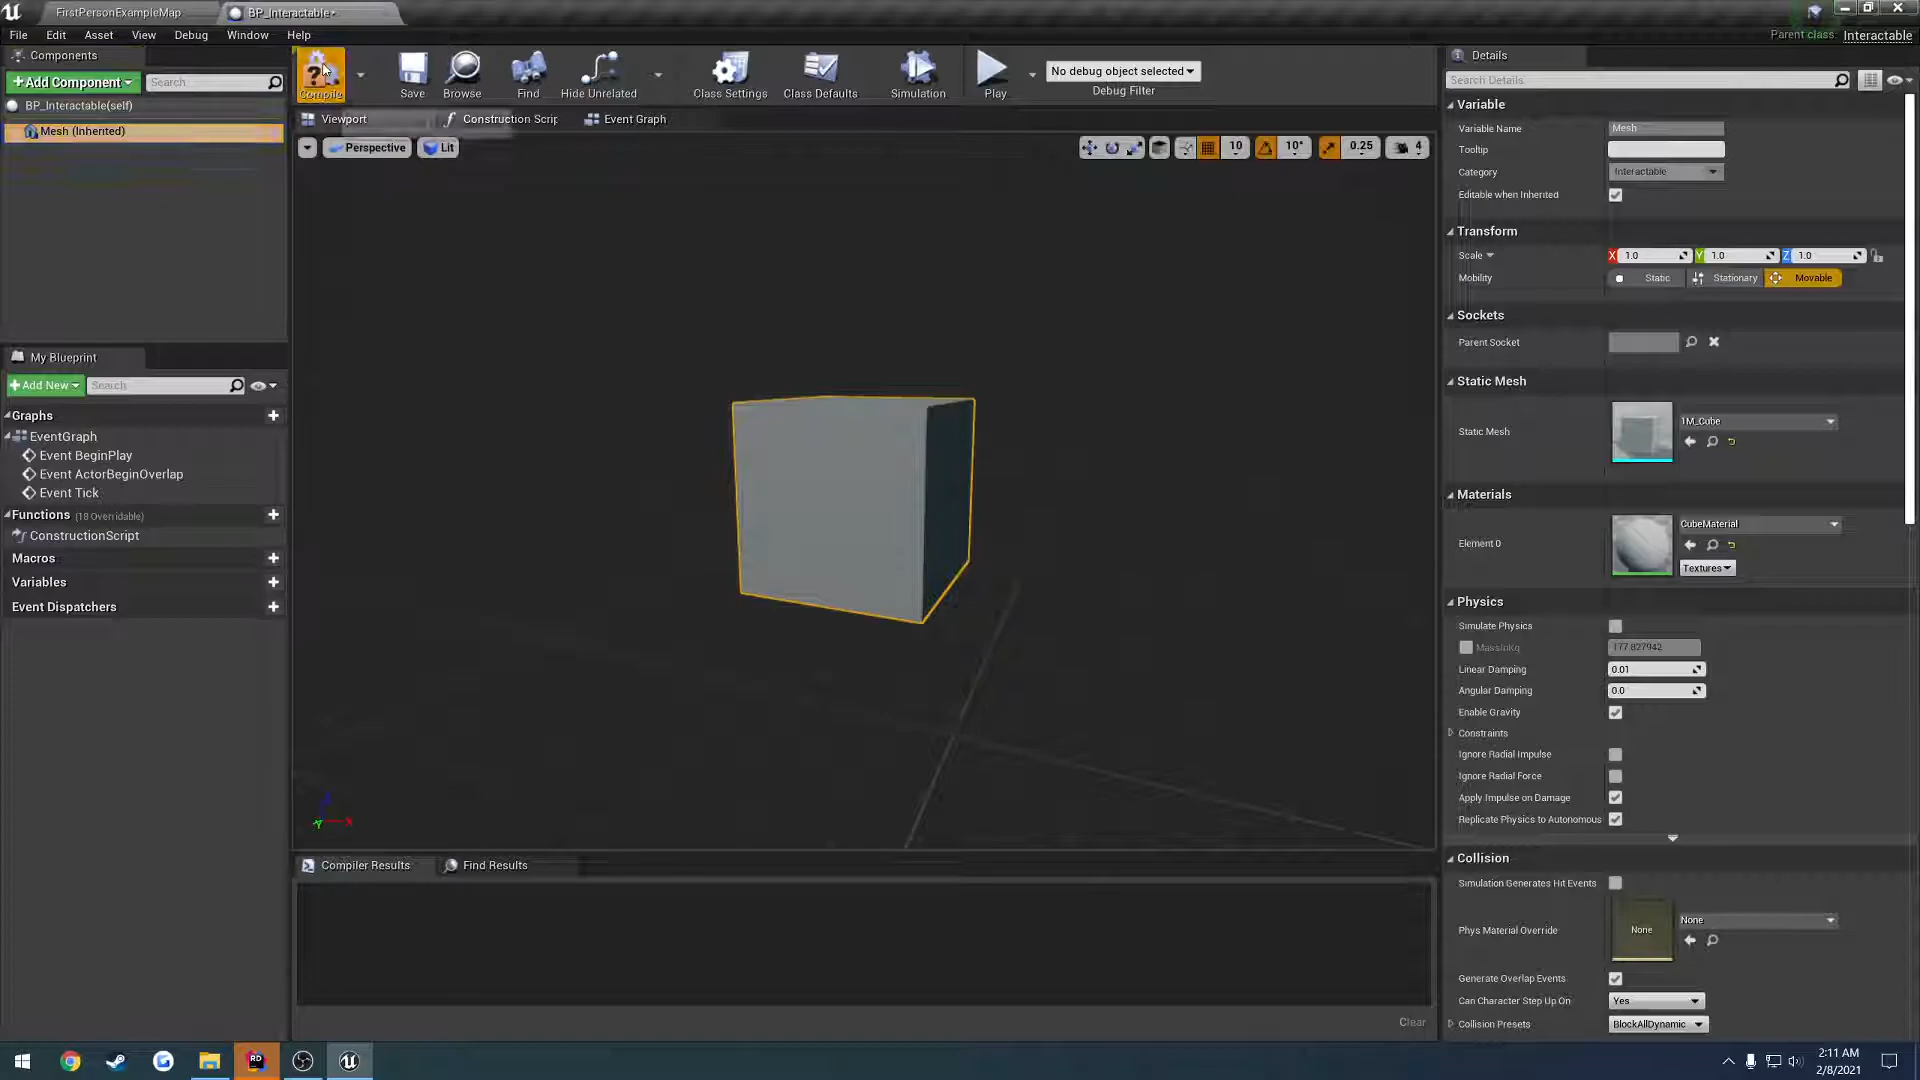 FirstPersonExampleMap
BP_Interactable*
File Edit Asset View Debug Window Help
Parent class: Interactable
Components
+Add Component
Search
BP_Interactable(self)
Mesh (Inherited)
Compile
Save
Browse
Find
Hide Unrelated
Class Settings
Class Defaults
Simulation
Play
No debug object selected
Debug Filter
Viewport
Construction Scrip
Event Graph
Perspective
Lit
10
10°
0.25
4
My Blueprint
+Add New
Search
Graphs
EventGraph
Event BeginPlay
Event ActorBeginOverlap
Event Tick
Functions (18 Overridable)
ConstructionScript
Macros
Variables
Event Dispatchers
Compiler Results
Find Results
Clear
Details
Search Details
Variable
Variable Name Mesh
Tooltip
Category Interactable
Editable when Inherited
Transform
Scale X 1.0 Y 1.0 Z 1.0
Mobility Static Stationary Movable
Sockets
Parent Socket
Static Mesh
Static Mesh 1M_Cube
Materials
Element 0 CubeMaterial
Textures
Physics
Simulate Physics
MassInKg 177.827942
Linear Damping 0.01
Angular Damping 0.0
Enable Gravity
Constraints
Ignore Radial Impulse
Ignore Radial Force
Apply Impulse on Damage
Replicate Physics to Autonomous
Collision
Simulation Generates Hit Events
Phys Material Override None None
Generate Overlap Events
Can Character Step Up On Yes
Collision Presets BlockAllDynamic
RD
2:11 AM
2/8/2021